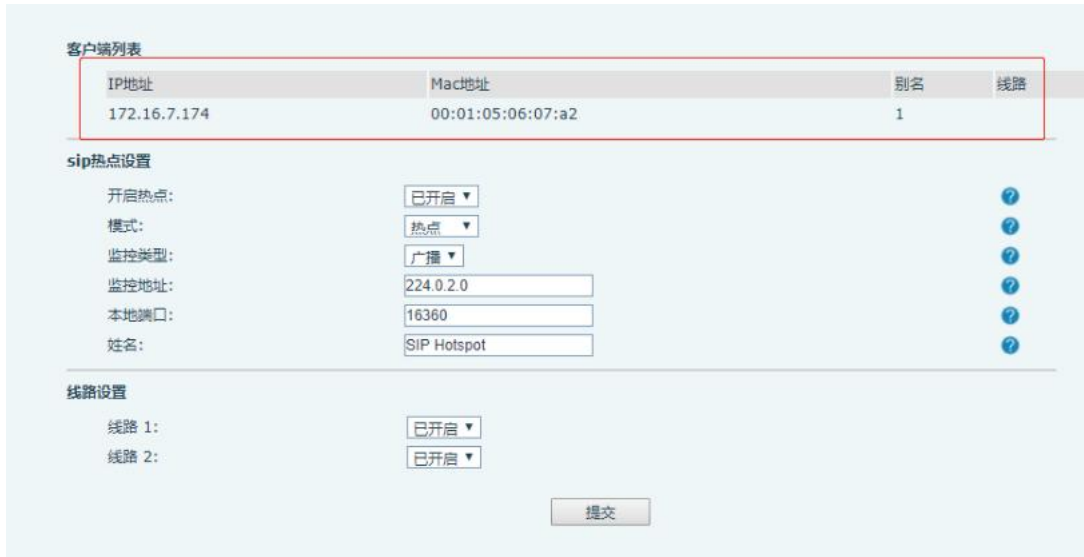 客户端列表
IP地址 Mac地址 别名 线路
172.16.7.174 00:01:05:06:07:a2 1
sip热点设置
开启热点: 已开启
模式: 热点
监控类型: 广播
监控地址: 224.0.2.0
本地端口: 16360
姓名: SIP Hotspot
线路设置
线路 1: 已开启
线路 2: 已开启
提交